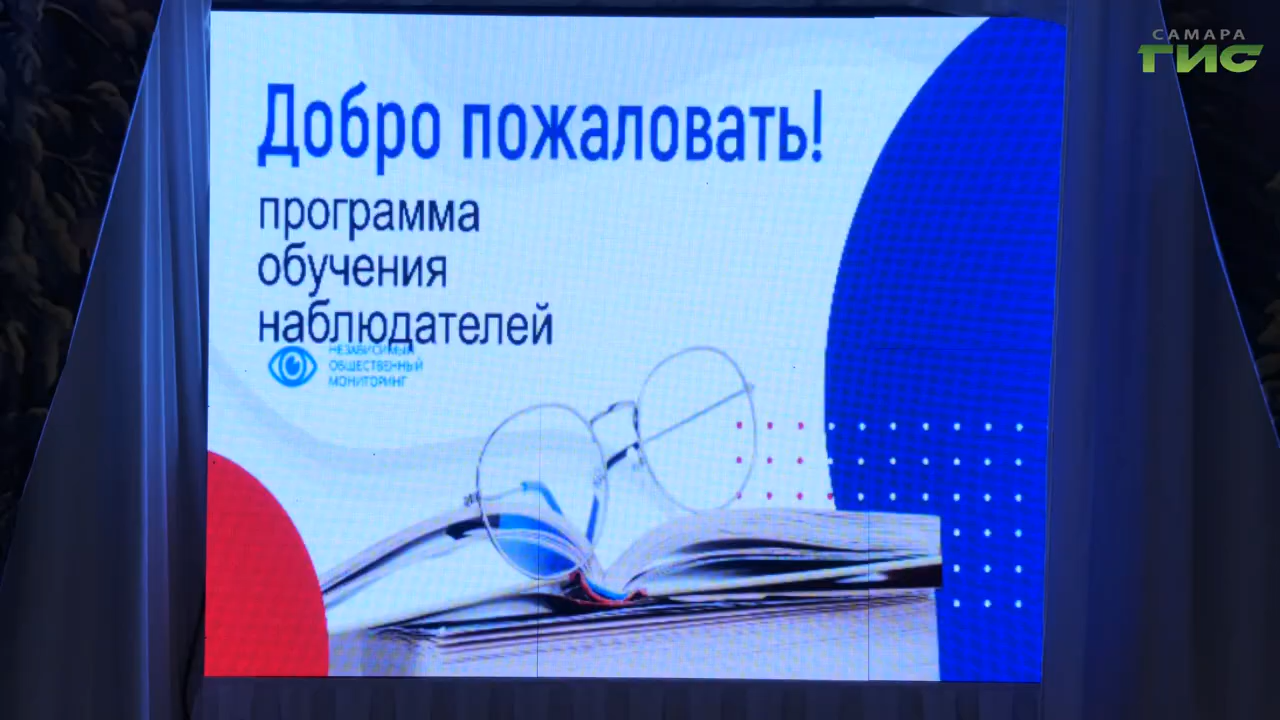 САМАРА
ГИС
Добро пожаловать!
программа
обучения
наблюдателей
НЕЗАВИСИМЫЙ
ОБЩЕСТВЕННЫЙ
МОНИТОРИНГ